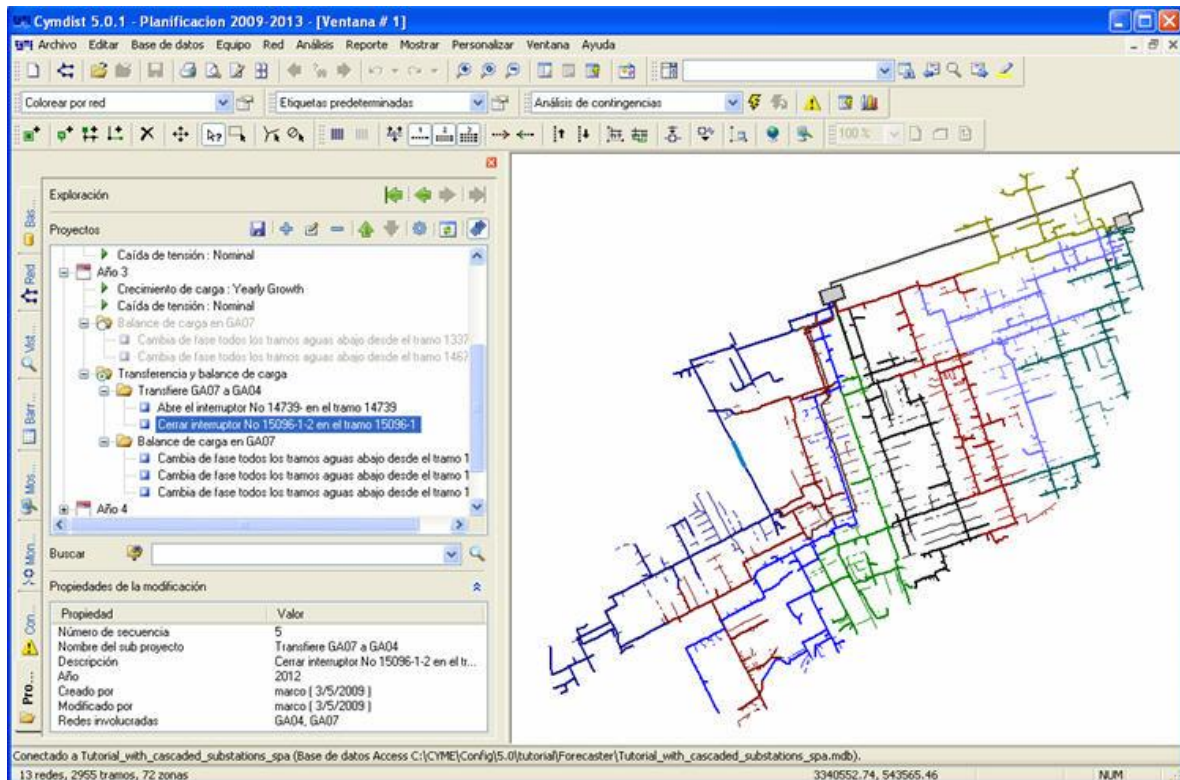 Cymdist 5.0.1 - Planificacion 2009-2013 - [Ventana # 1]
Archivo Editar Base de datos Equipo Red Análisis Reporte Mostrar Personalizar Ventana Ayuda
Colorear por red Etiquetas predeterminadas Análisis de contingencias
100 %
Exploración
Proyectos
Caída de tensión : Nominal
Año 3
Crecimiento de carga : Yearly Growth
Caída de tensión : Nominal
Balance de carga en GA07
Cambia de fase todos los tramos aguas abajo desde el tramo 1337
Cambia de fase todos los tramos aguas abajo desde el tramo 1467
Transferencia y balance de carga
Transfiere GA07 a GA04
Abre el interruptor No 14739- en el tramo 14739
Cerrar interruptor No 15096-1-2 en el tramo 15096-1
Balance de carga en GA07
Cambia de fase todos los tramos aguas abajo desde el tramo 1
Cambia de fase todos los tramos aguas abajo desde el tramo 1
Cambia de fase todos los tramos aguas abajo desde el tramo 1
Año 4
Buscar
Propiedades de la modificación
Propiedad Valor
Número de secuencia 5
Nombre del sub proyecto Transfiere GA07 a GA04
Descripción Cerrar interruptor No 15096-1-2 en el tr...
Año 2012
Creado por marco ( 3/5/2009 )
Modificado por marco ( 3/5/2009 )
Redes involucradas GA04, GA07
Bas...
Red
Vist...
Barr...
Mos...
Mon...
Con...
Pro...
Conectado a Tutorial_with_cascaded_substations_spa (Base de datos Access C:\CYME\Config\5.0\tutorial\Forecaster\Tutorial_with_cascaded_substations_spa.mdb).
13 redes, 2955 tramos, 72 zonas 3340552.74, 543565.46 NUM